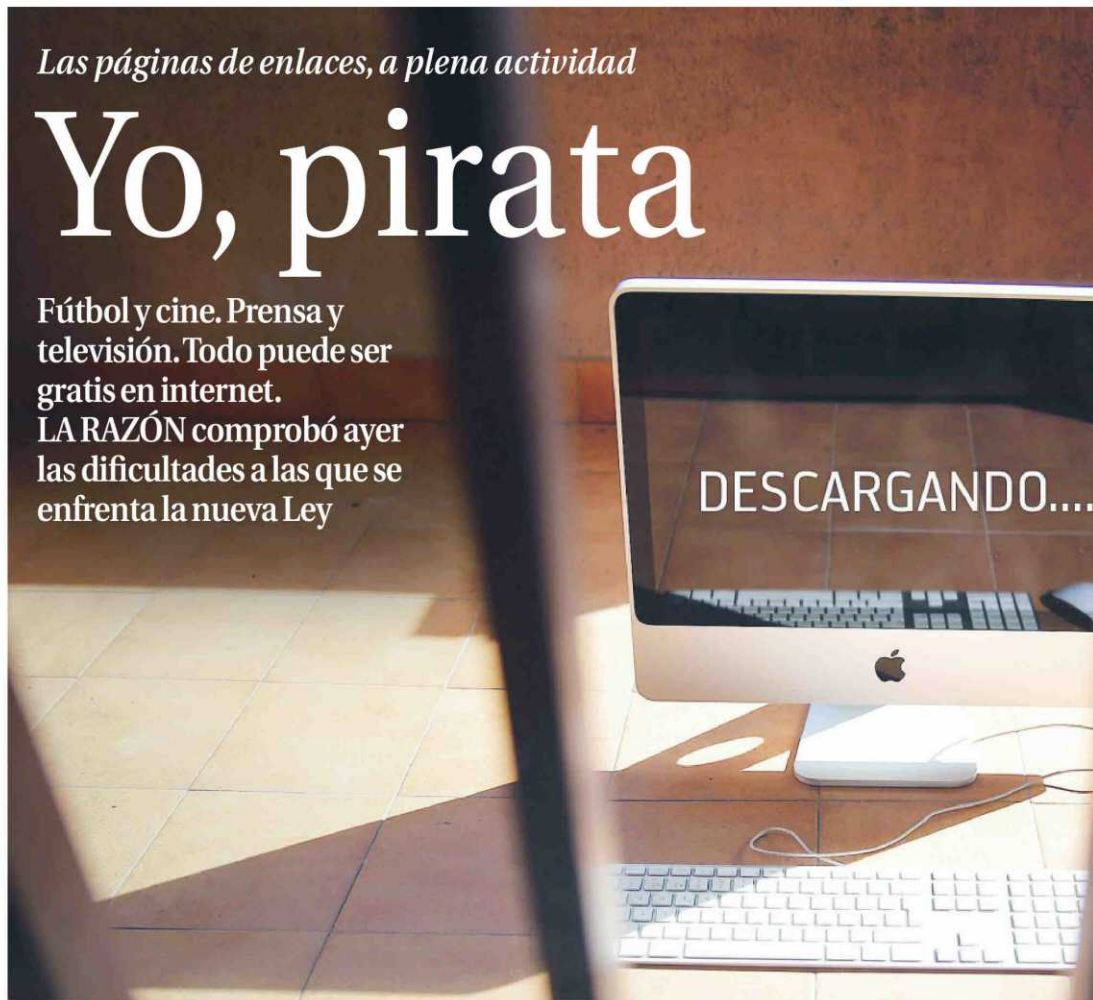 Las páginas de enlaces, a plena actividad
Yo, pirata
Fútbol y cine. Prensa y
televisión. Todo puede ser
gratis en internet.
LA RAZÓN comprobó ayer
las dificultades a las que se
enfrenta la nueva Ley
DESCARGANDO....